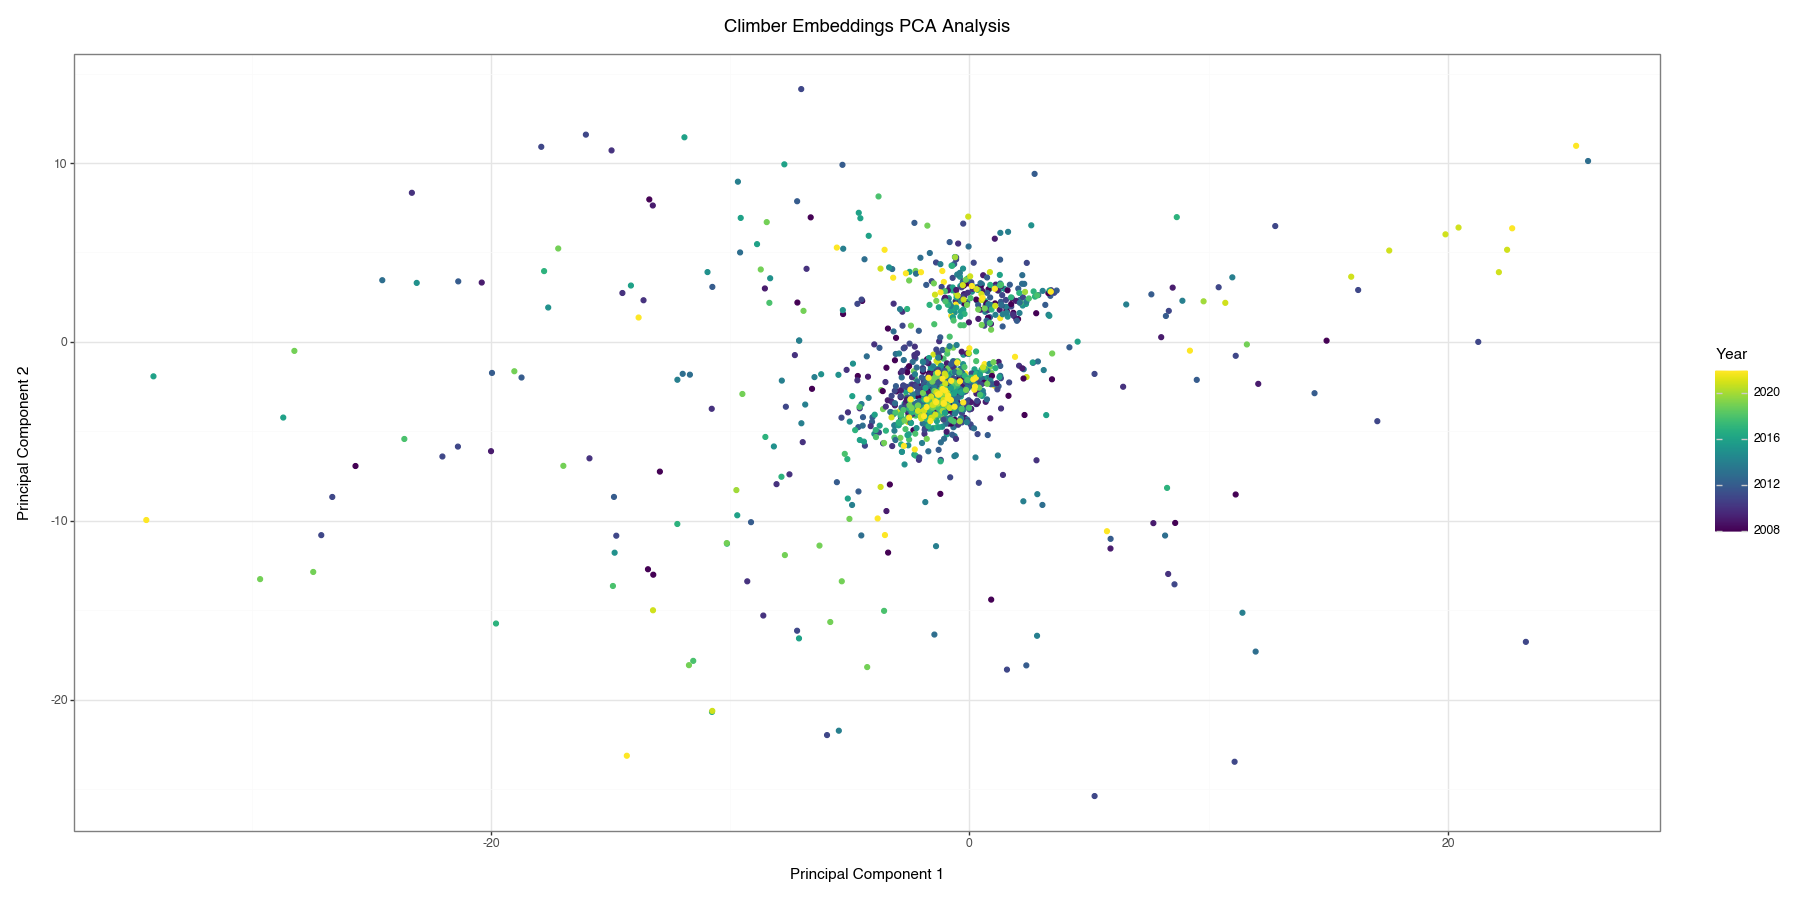 Climber Embeddings PCA Analysis
10
0
-10
-20
Principal Component 2
-20
0
20
Principal Component 1
Year
2020
2016
2012
2008